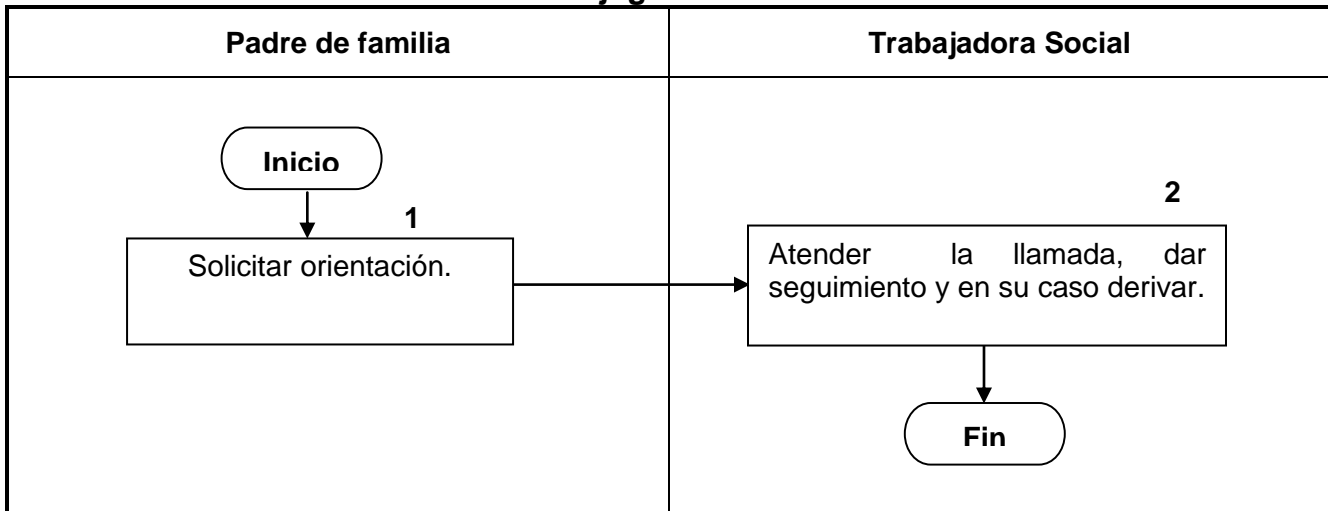 Padre de familia
Trabajadora Social
Inicio
1
Solicitar orientación.
2
Atender la llamada, dar
seguimiento y en su caso derivar.
Fin